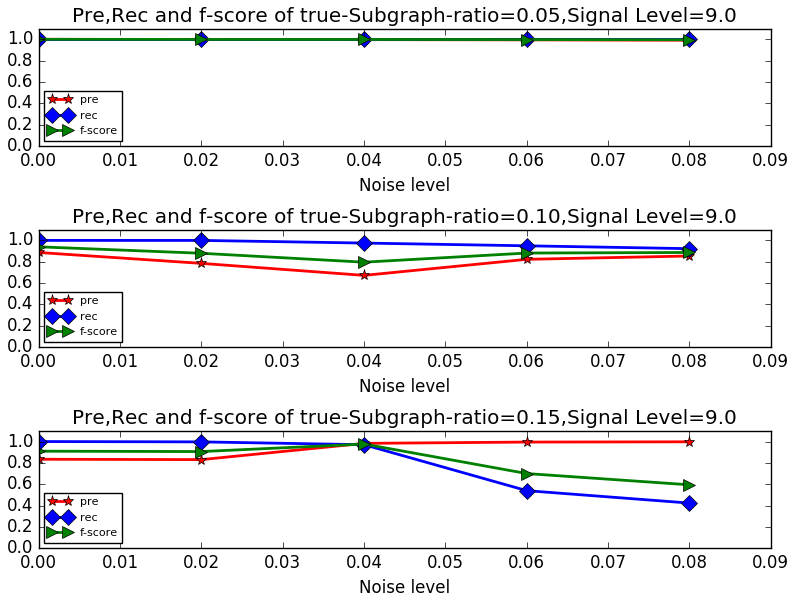 Pre,Rec and f-score of true-Subgraph-ratio=0.05,Signal Level=9.0
1.0
0.8
0.6
0.4
0.2
0.0
pre
rec
f-score
0.00 0.01 0.02 0.03 0.04 0.05 0.06 0.07 0.08 0.09
Noise level
Pre,Rec and f-score of true-Subgraph-ratio=0.10,Signal Level=9.0
1.0
0.8
0.6
0.4
0.2
0.0
pre
rec
f-score
0.00 0.01 0.02 0.03 0.04 0.05 0.06 0.07 0.08 0.09
Noise level
Pre,Rec and f-score of true-Subgraph-ratio=0.15,Signal Level=9.0
1.0
0.8
0.6
0.4
0.2
0.0
pre
rec
f-score
0.00 0.01 0.02 0.03 0.04 0.05 0.06 0.07 0.08 0.09
Noise level